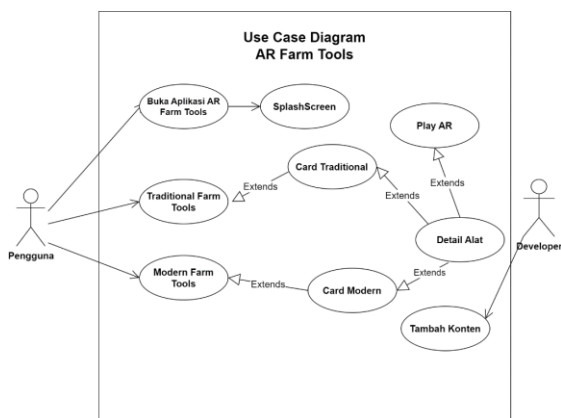 Use Case Diagram
AR Farm Tools
Buka Aplikasi AR
Farm Tools
SplashScreen
Play AR
Extends
Card Traditional
Extends
Extends
Traditional Farm
Tools
Pengguna
Detail Alat
Developer
Modern Farm
Tools
Extends
Card Modern
Extends
Tambah Konten